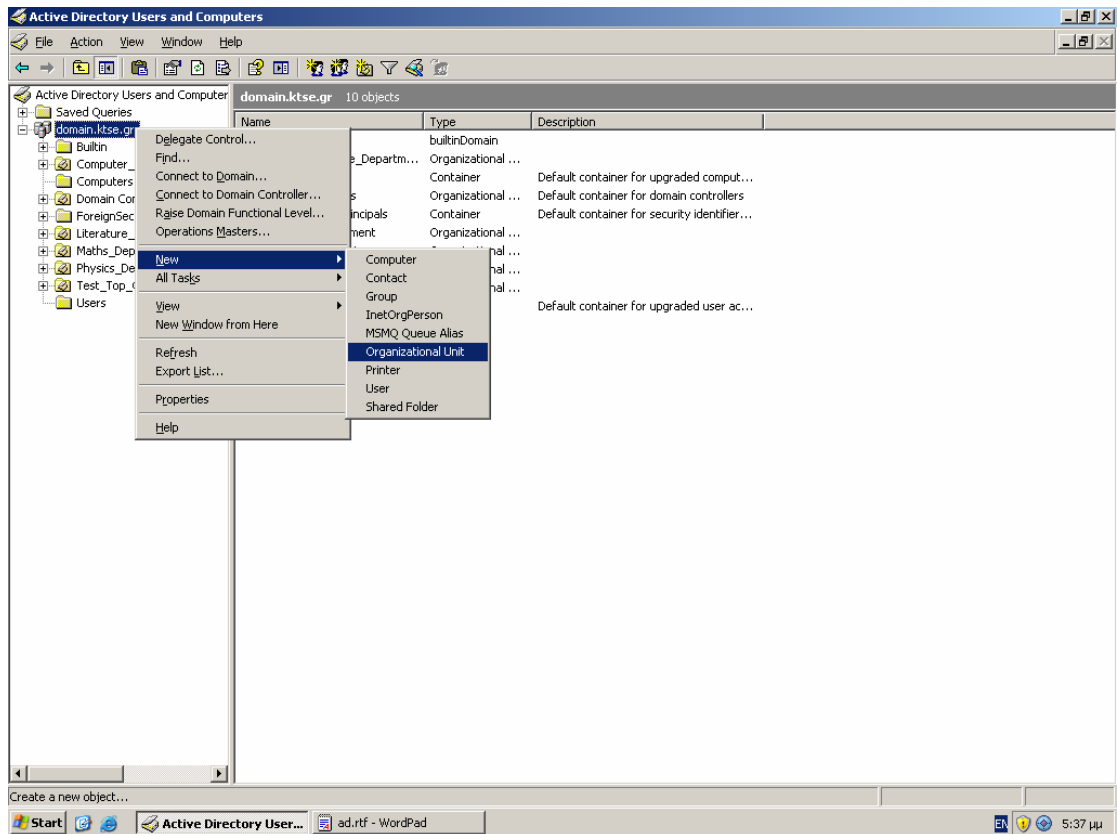 Active Directory Users and Computers
File Action View Window Help
Active Directory Users and Computer
Saved Queries
domain.ktse.gr
Builtin
Computer_
Computers
Domain Cor
ForeignSec
Literature_
Maths_Dep
Physics_De
Test_Top_
Users
domain.ktse.gr 10 objects
Name Type Description
builtinDomain
e_Departm... Organizational ...
Container Default container for upgraded comput...
s Organizational ... Default container for domain controllers
incipals Container Default container for security identifier...
ment Organizational ...
nal ...
nal ...
nal ...
Default container for upgraded user ac...
Delegate Control...
Find...
Connect to Domain...
Connect to Domain Controller...
Raise Domain Functional Level...
Operations Masters...
New
All Tasks
View
New Window from Here
Refresh
Export List...
Properties
Help
Computer
Contact
Group
InetOrgPerson
MSMQ Queue Alias
Organizational Unit
Printer
User
Shared Folder
Create a new object...
Start Active Directory User... ad.rtf - WordPad EN 5:37 μμ